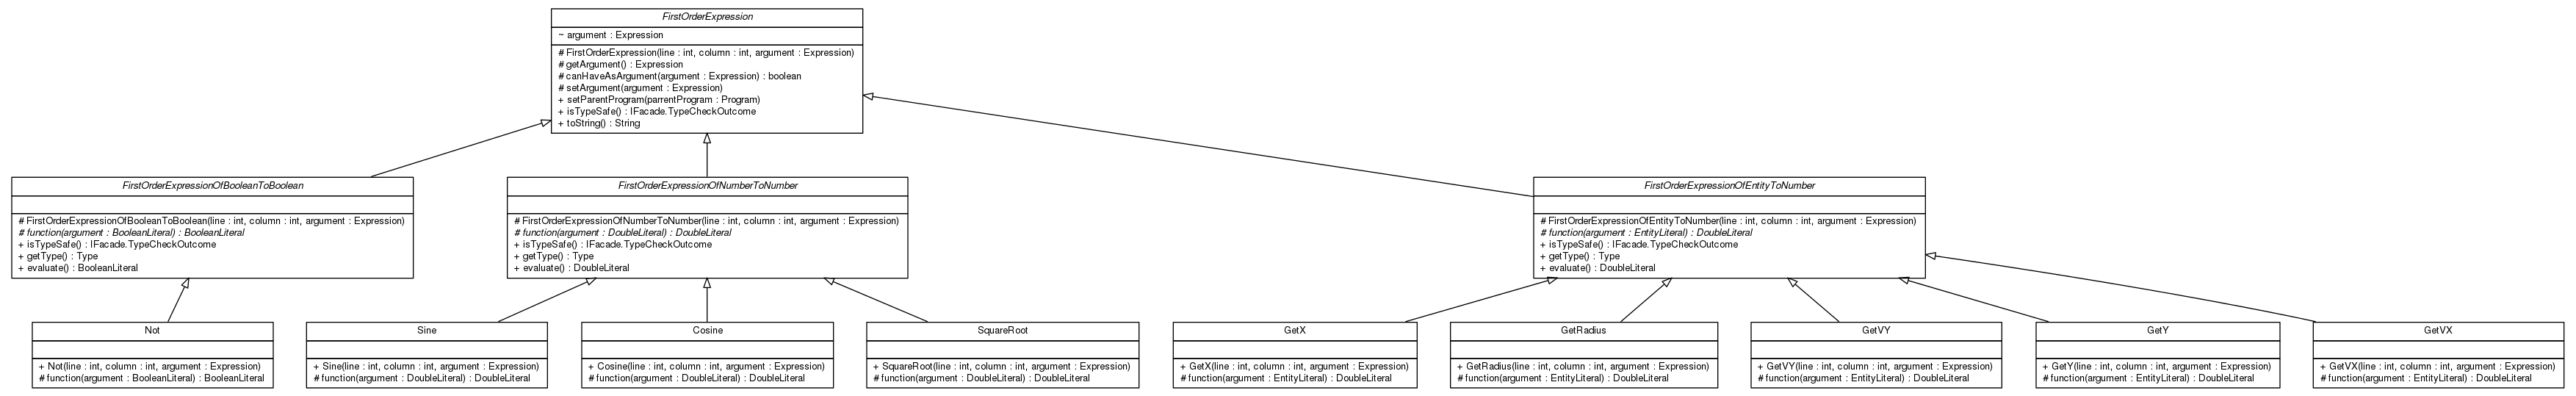 FirstOrderExpression
~ argument : Expression
# FirstOrderExpression(line : int, column : int, argument : Expression)
# getArgument() : Expression
# canHaveAsArgument(argument : Expression) : boolean
# setArgument(argument : Expression)
+ setParentProgram(parrentProgram : Program)
+ isTypeSafe() : IFacade.TypeCheckOutcome
+ toString() : String
FirstOrderExpressionOfBooleanToBoolean
# FirstOrderExpressionOfBooleanToBoolean(line : int, column : int, argument : Expression)
# function(argument : BooleanLiteral) : BooleanLiteral
+ isTypeSafe() : IFacade.TypeCheckOutcome
+ getType() : Type
+ evaluate() : BooleanLiteral
FirstOrderExpressionOfNumberToNumber
# FirstOrderExpressionOfNumberToNumber(line : int, column : int, argument : Expression)
# function(argument : DoubleLiteral) : DoubleLiteral
+ isTypeSafe() : IFacade.TypeCheckOutcome
+ getType() : Type
+ evaluate() : DoubleLiteral
FirstOrderExpressionOfEntityToNumber
# FirstOrderExpressionOfEntityToNumber(line : int, column : int, argument : Expression)
# function(argument : EntityLiteral) : DoubleLiteral
+ isTypeSafe() : IFacade.TypeCheckOutcome
+ getType() : Type
+ evaluate() : DoubleLiteral
Not
+ Not(line : int, column : int, argument : Expression)
# function(argument : BooleanLiteral) : BooleanLiteral
Sine
+ Sine(line : int, column : int, argument : Expression)
# function(argument : DoubleLiteral) : DoubleLiteral
Cosine
+ Cosine(line : int, column : int, argument : Expression)
# function(argument : DoubleLiteral) : DoubleLiteral
SquareRoot
+ SquareRoot(line : int, column : int, argument : Expression)
# function(argument : DoubleLiteral) : DoubleLiteral
GetX
+ GetX(line : int, column : int, argument : Expression)
# function(argument : EntityLiteral) : DoubleLiteral
GetRadius
+ GetRadius(line : int, column : int, argument : Expression)
# function(argument : EntityLiteral) : DoubleLiteral
GetVY
+ GetVY(line : int, column : int, argument : Expression)
# function(argument : EntityLiteral) : DoubleLiteral
GetY
+ GetY(line : int, column : int, argument : Expression)
# function(argument : EntityLiteral) : DoubleLiteral
GetVX
+ GetVX(line : int, column : int, argument : Expression)
# function(argument : EntityLiteral) : DoubleLiteral